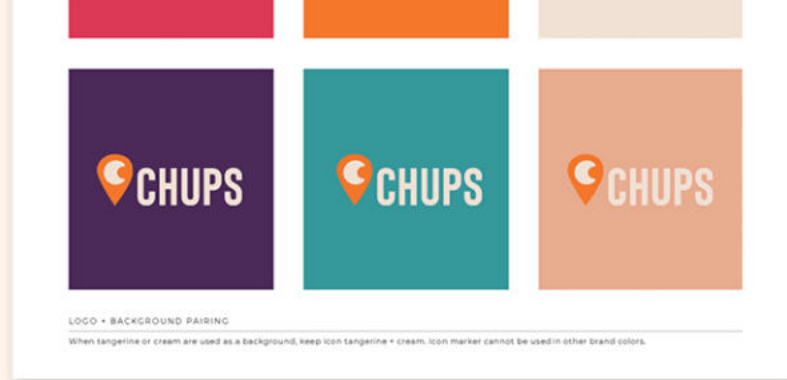 CHUPS
CHUPS
CHUPS
LOGO + BACKGROUND PAIRING
When tangerine or cream are used as a background, keep icon tangerine + cream. Icon marker cannot be used in other brand colors.